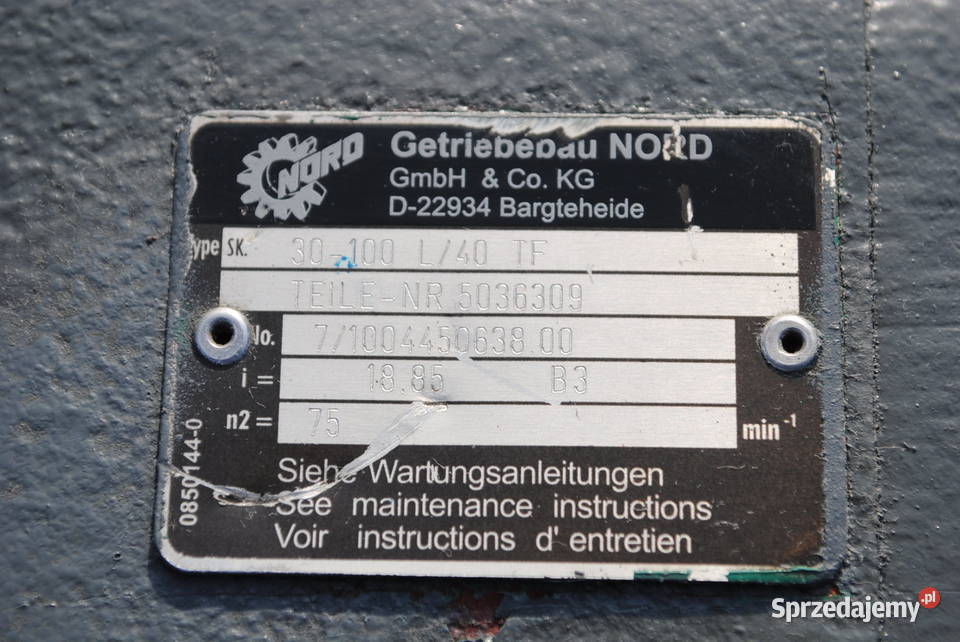 NORD
Getriebebau NORD
GmbH & Co. KG
D-22934 Bargteheide
Type SK. 30-100 L/40 TF
TEILE-NR 5036309
No. 7/1004450638.00
i = 18.85 B3
n2 = 75 min-1
0850144-0
Siehe Wartungsanleitungen
See maintenance instructions
Voir instructions d' entretien
Sprzedajemy.pl